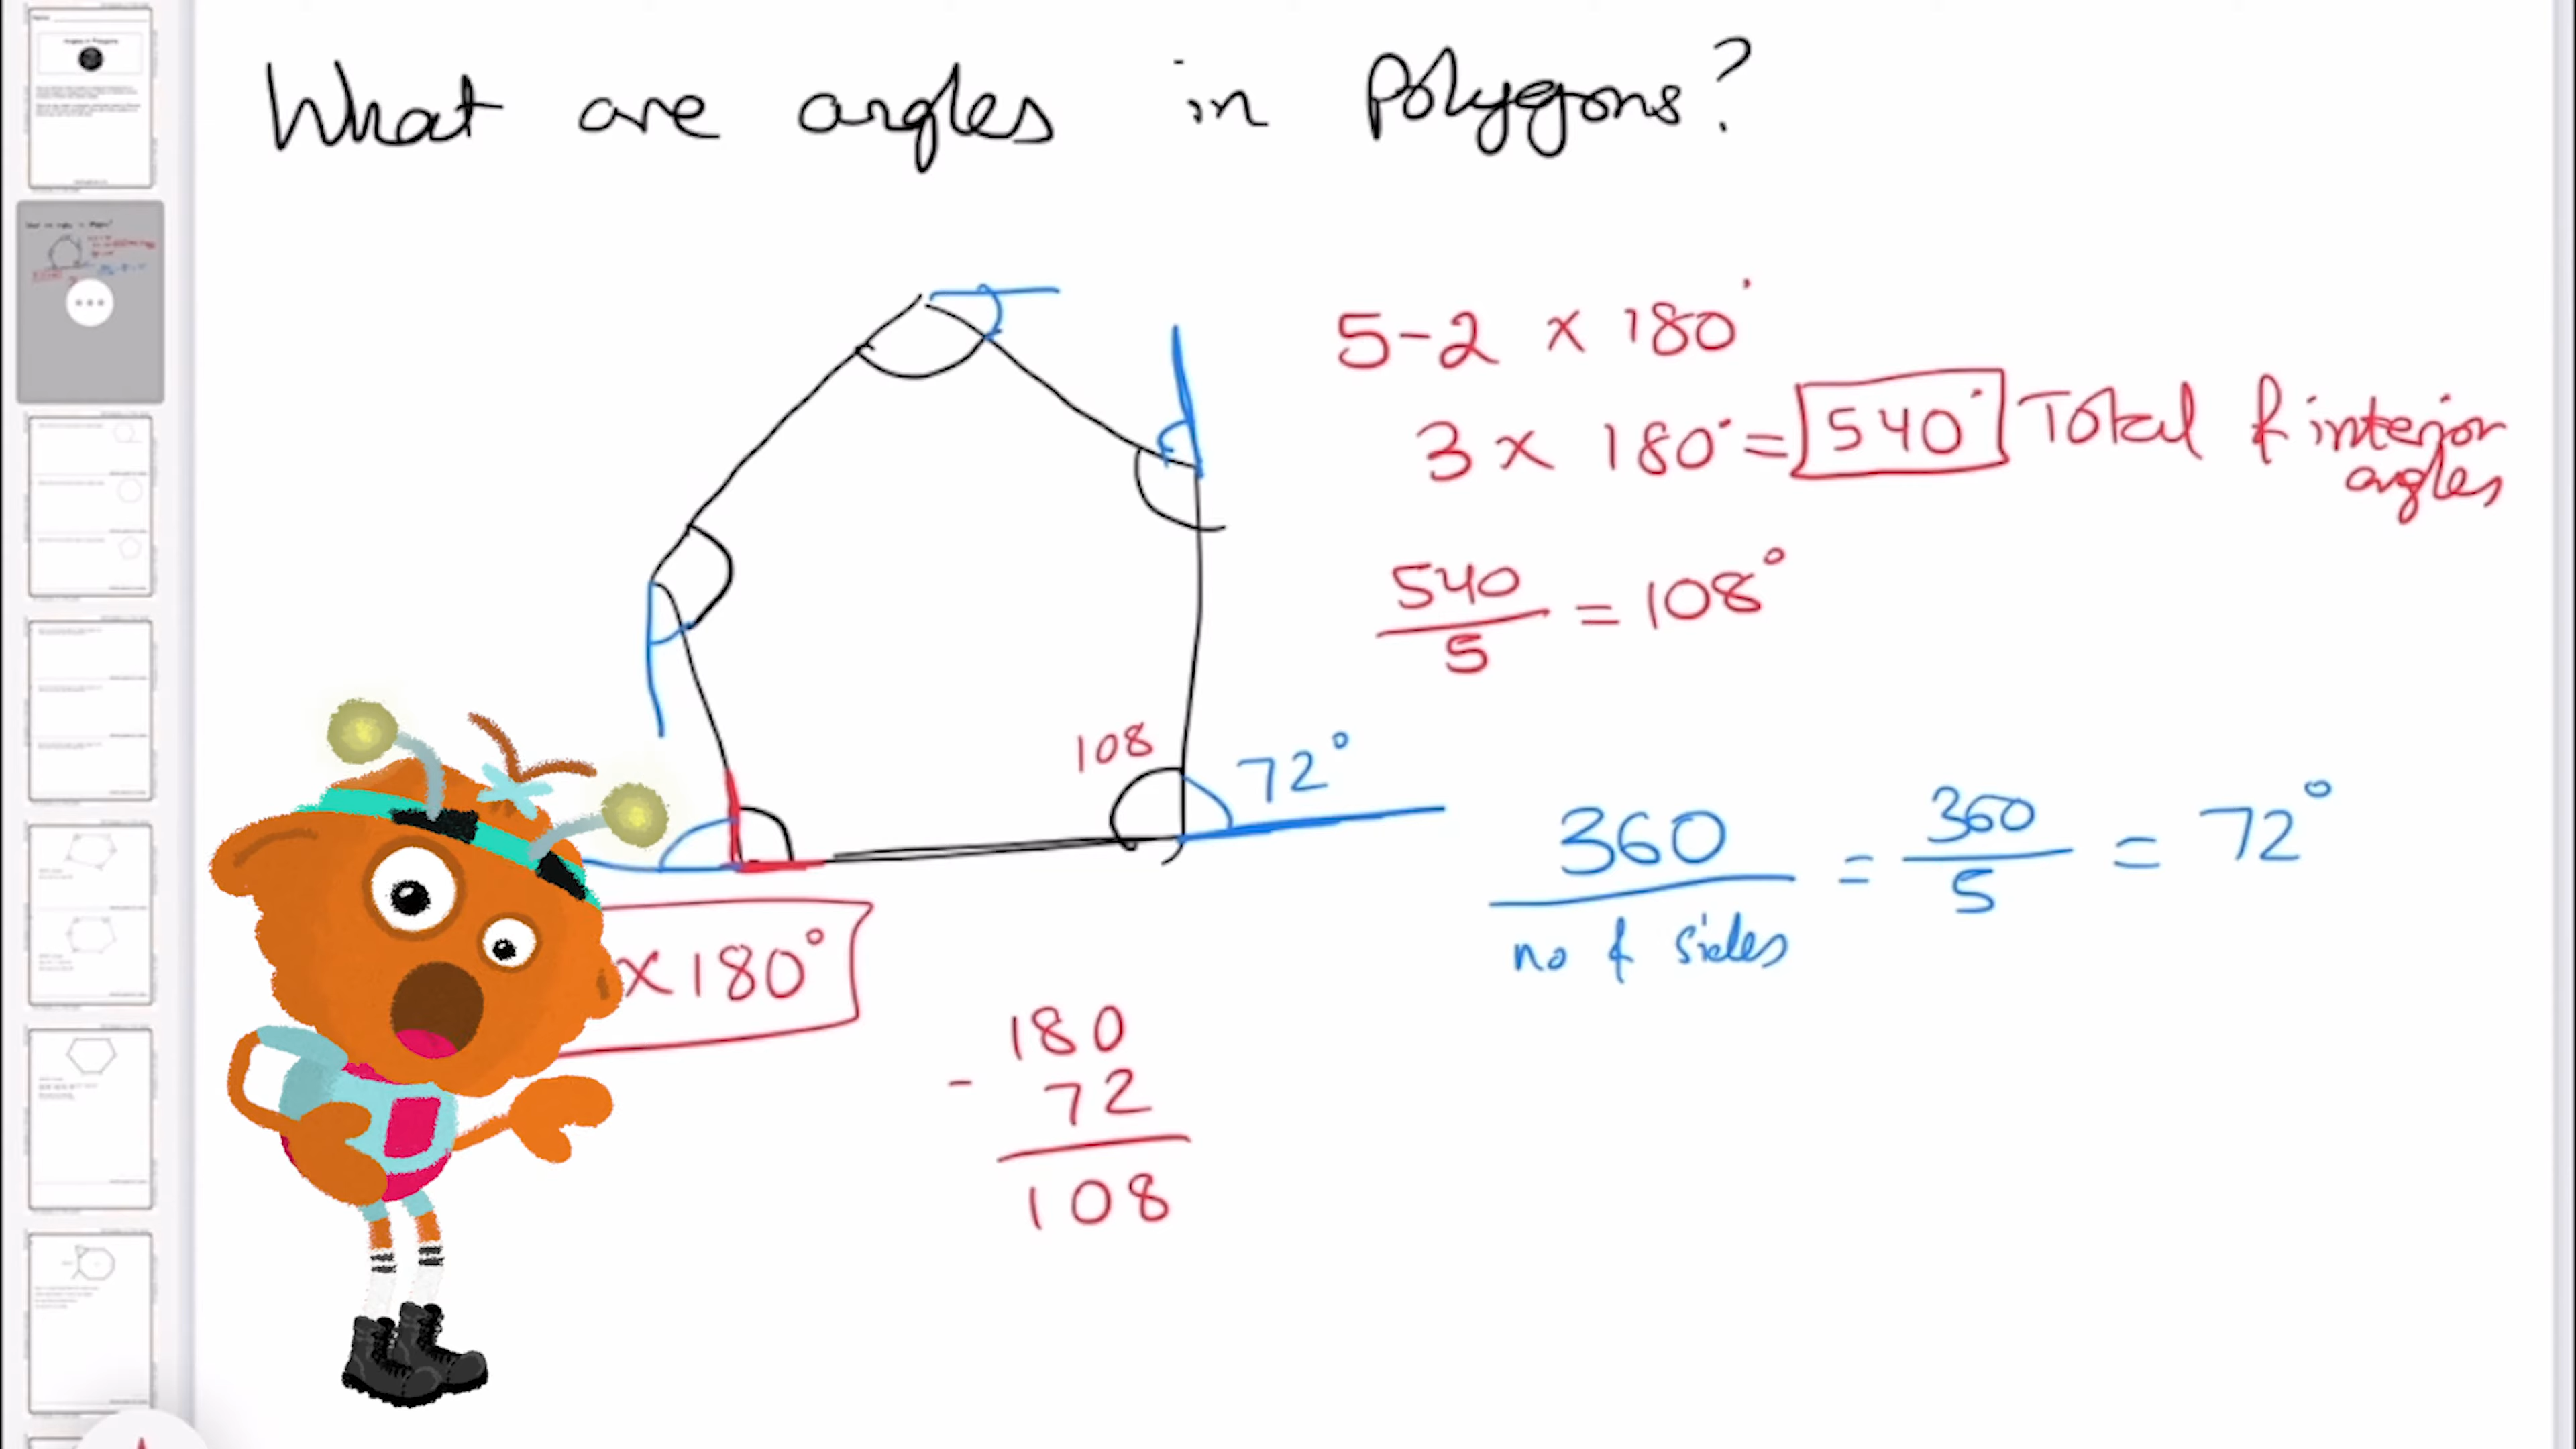 What are angles in Polygons?
5-2 × 180°
3 × 180° = 540° Total of interior angles
540/5 = 108°
108
72°
360/no of sides = 360/5 = 72°
×180°
180
- 72
108